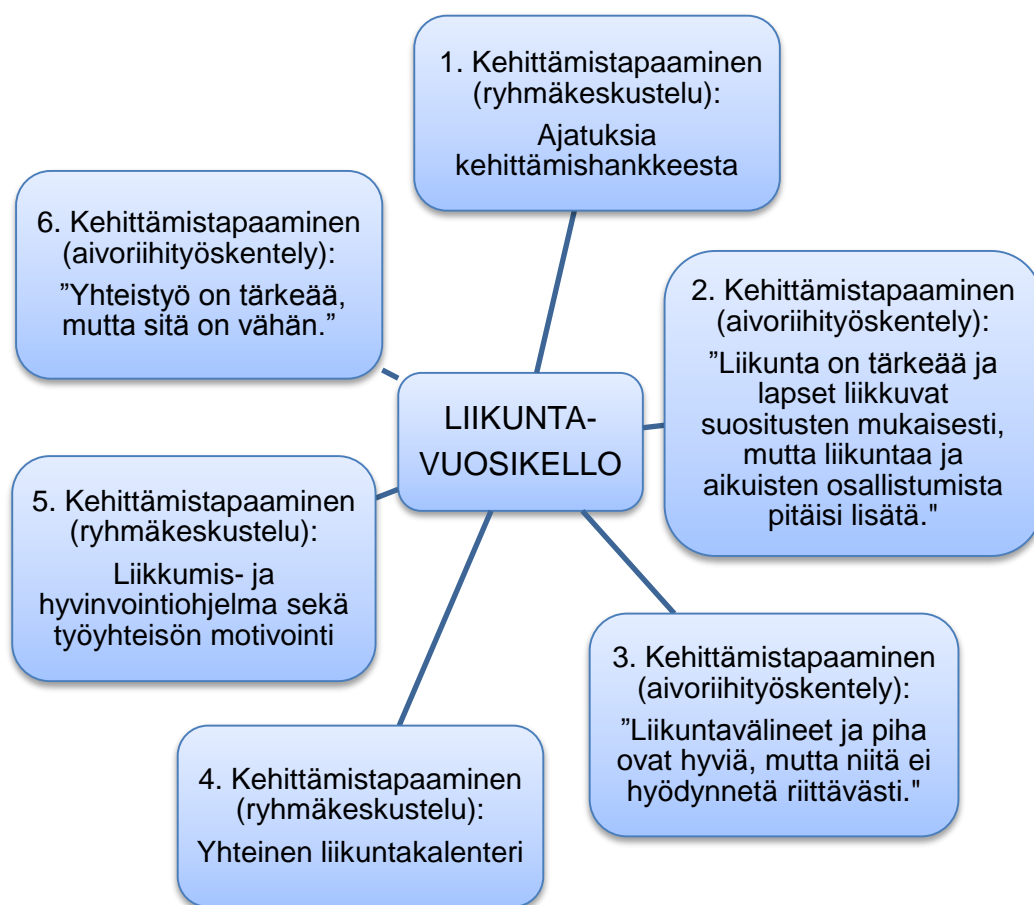 1. Kehittämistapaaminen
(ryhmäkeskustelu):
Ajatuksia
kehittämishankkeesta
2. Kehittämistapaaminen
(aivoriihityöskentely):
”Liikunta on tärkeää ja
lapset liikkuvat
suositusten mukaisesti,
mutta liikuntaa ja
aikuisten osallistumista
pitäisi lisätä."
3. Kehittämistapaaminen
(aivoriihityöskentely):
”Liikuntavälineet ja piha
ovat hyviä, mutta niitä ei
hyödynnetä riittävästi."
4. Kehittämistapaaminen
(ryhmäkeskustelu):
Yhteinen liikuntakalenteri
5. Kehittämistapaaminen
(ryhmäkeskustelu):
Liikkumis- ja
hyvinvointiohjelma sekä
työyhteisön motivointi
6. Kehittämistapaaminen
(aivoriihityöskentely):
”Yhteistyö on tärkeää,
mutta sitä on vähän.”
LIIKUNTA-
VUOSIKELLO